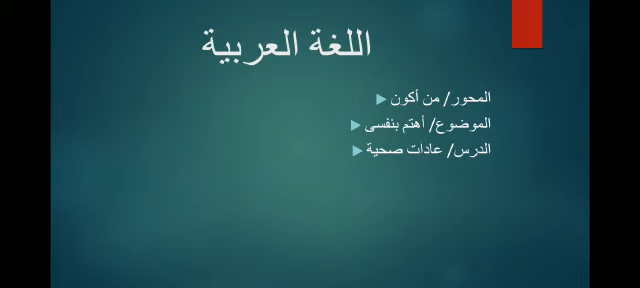 اللغة العربية
المحور/ من أكون
الموضوع/ أهتم بنفسى
الدرس/ عادات صحية